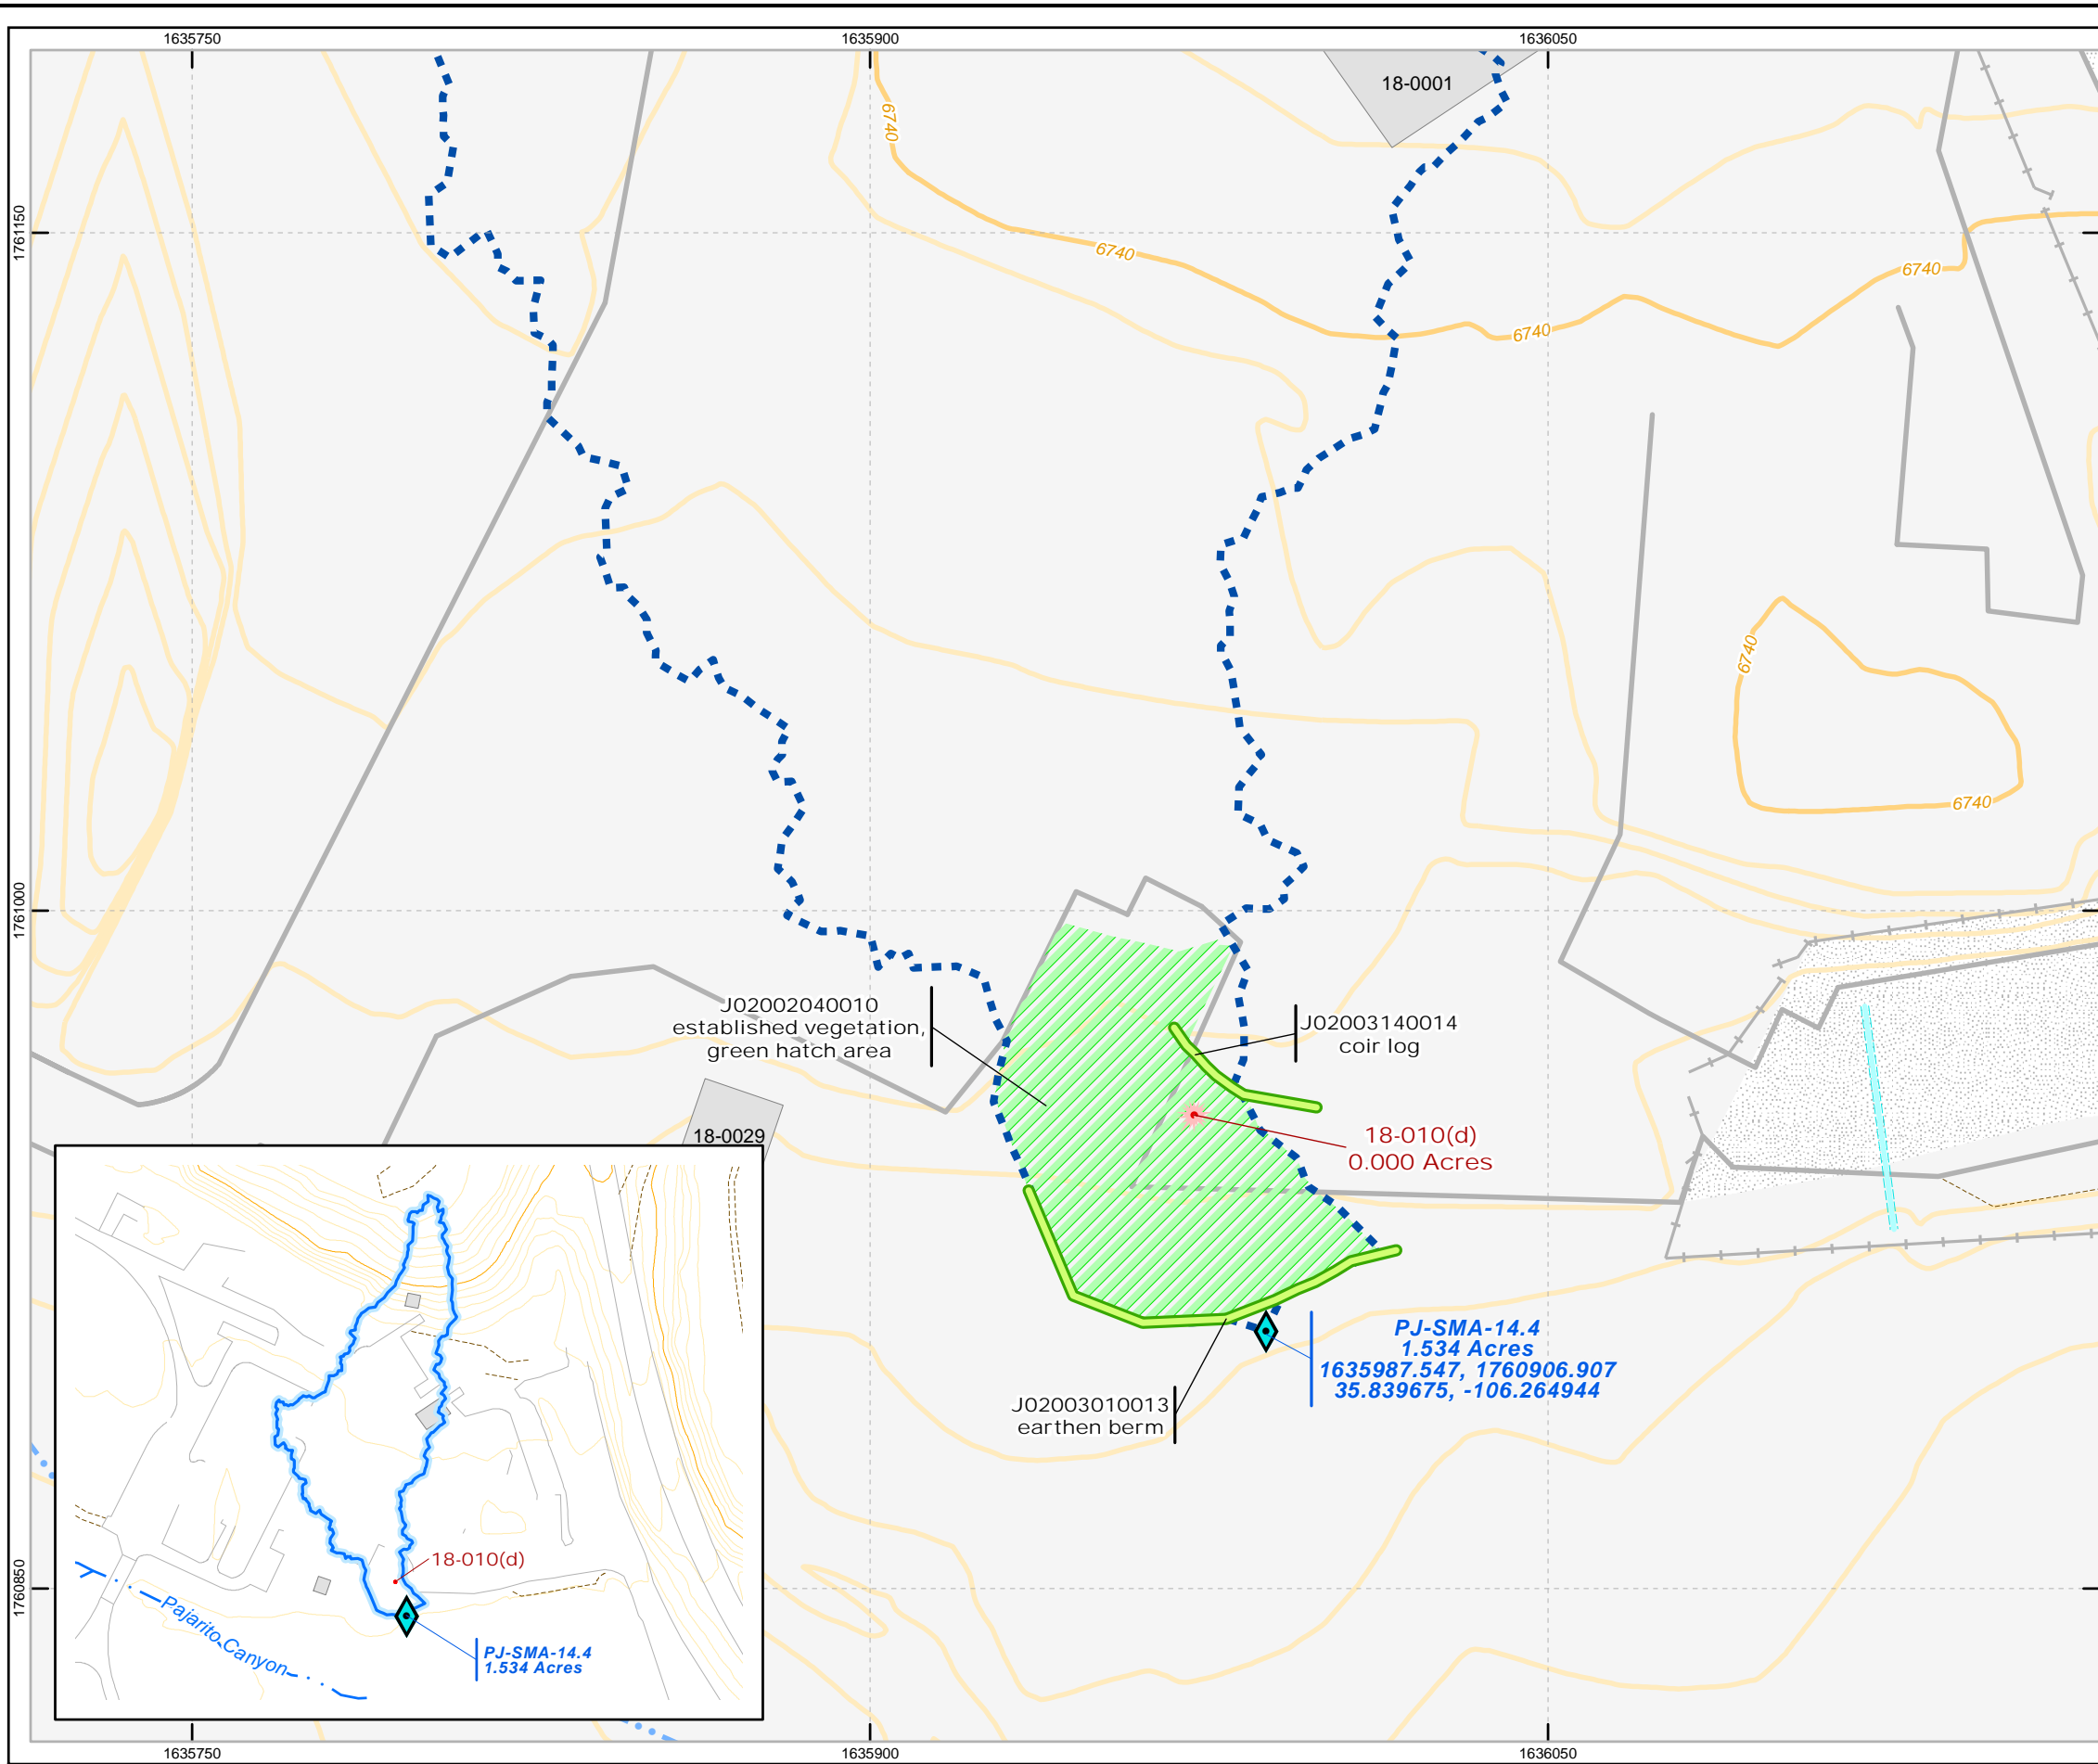 1635750
1635900
1636050
18-0001
6740
1761150
6740
6740
6740
6740
6740
1761000
J02002040010
established vegetation,
green hatch area
J02003140014
coir log
18-0029
18-010(d)
0.000 Acres
PJ-SMA-14.4
1.534 Acres
1635987.547, 1760906.907
35.839675, -106.264944
J02003010013
earthen berm
18-010(d)
1760850
Pajarito Canyon
PJ-SMA-14.4
1.534 Acres
1635750
1635900
1636050